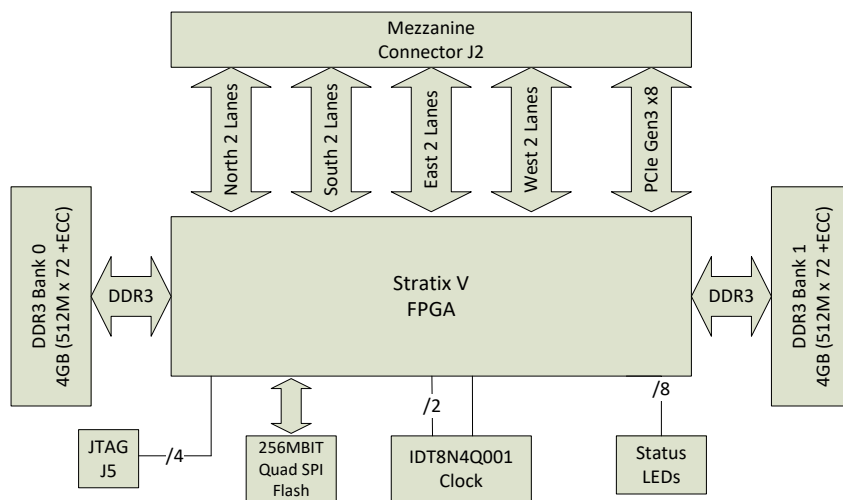 Mezzanine
Connector J2
North 2 Lanes
South 2 Lanes
East 2 Lanes
West 2 Lanes
PCIe Gen3 x8
DDR3 Bank 0
4GB (512M x 72 +ECC)
DDR3
Stratix V
FPGA
DDR3
DDR3 Bank 1
4GB (512M x 72 +ECC)
/2
/8
/4
JTAG
J5
256MBIT
Quad SPI
Flash
IDT8N4Q001
Clock
Status
LEDs